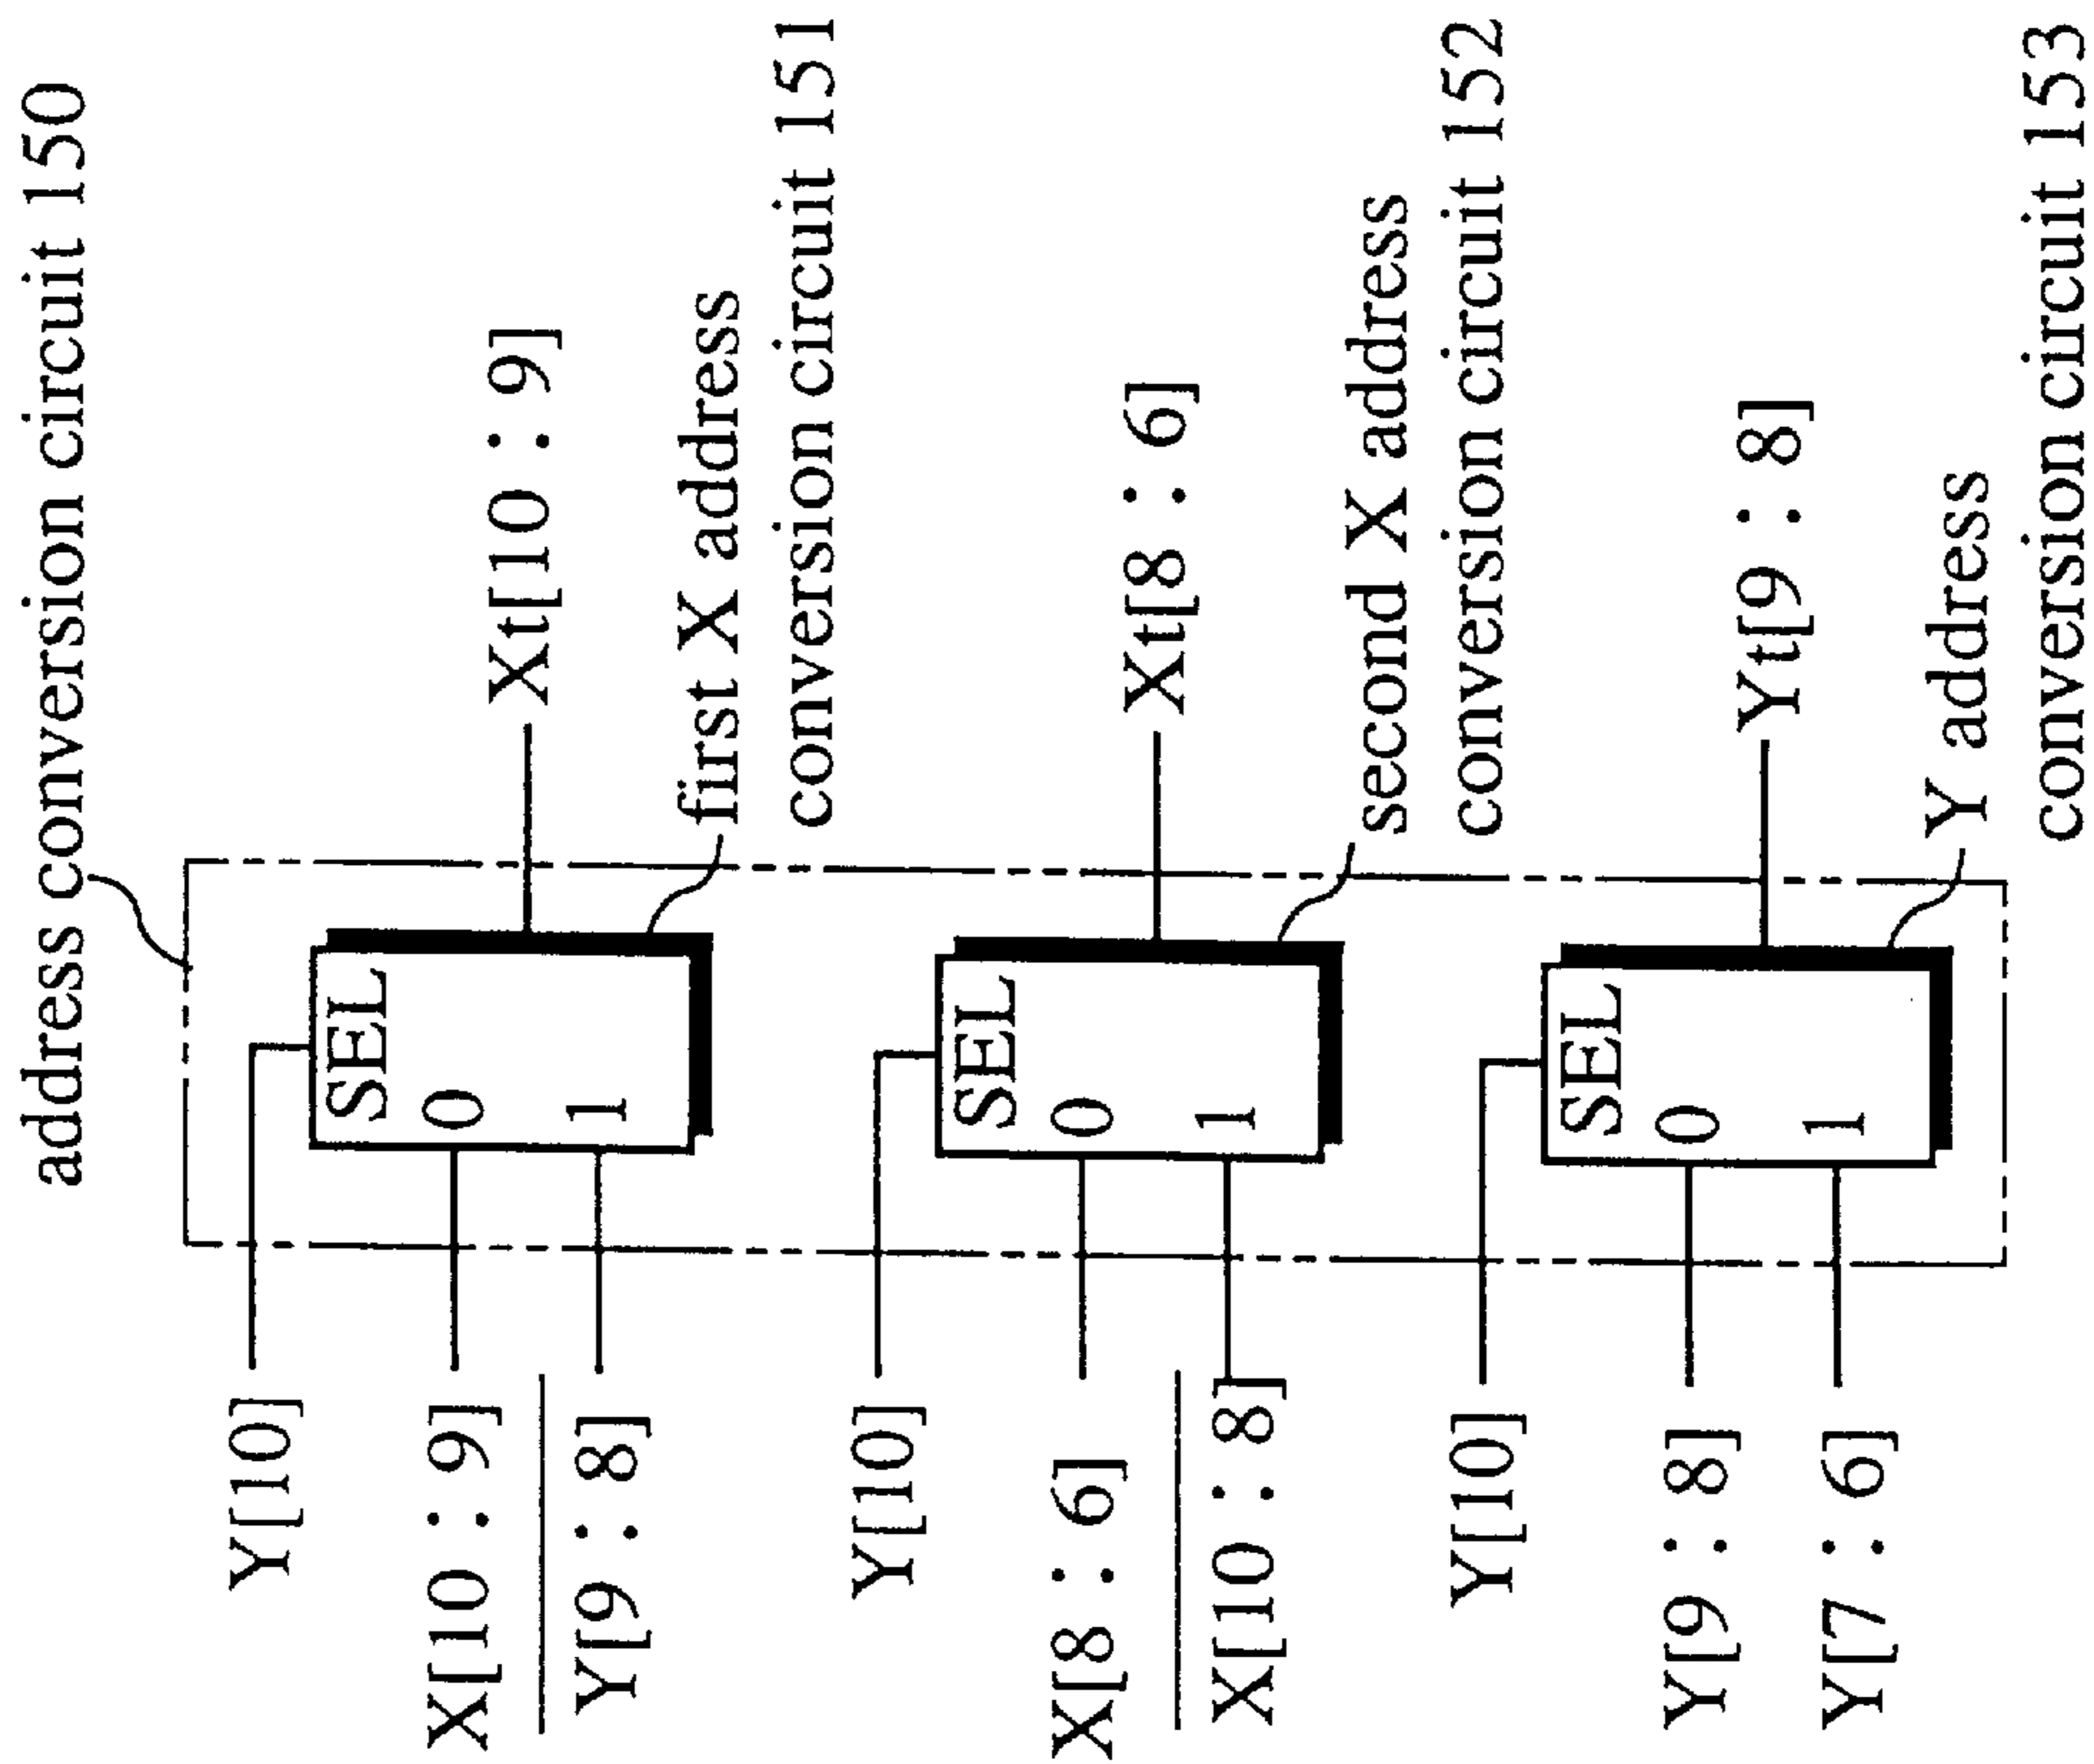 address conversion circuit 150
Y[10]
SEL
X[10 : 9]
0
Xt[10 : 9]
Y[9 : 8]
1
first X address
conversion circuit 151
Y[10]
SEL
X[8 : 6]
0
Xt[8 : 6]
X[10 : 8]
1
second X address
conversion circuit 152
Y[10]
SEL
Y[9 : 8]
0
Yt[9 : 8]
Y[7 : 6]
1
Y address
conversion circuit 153